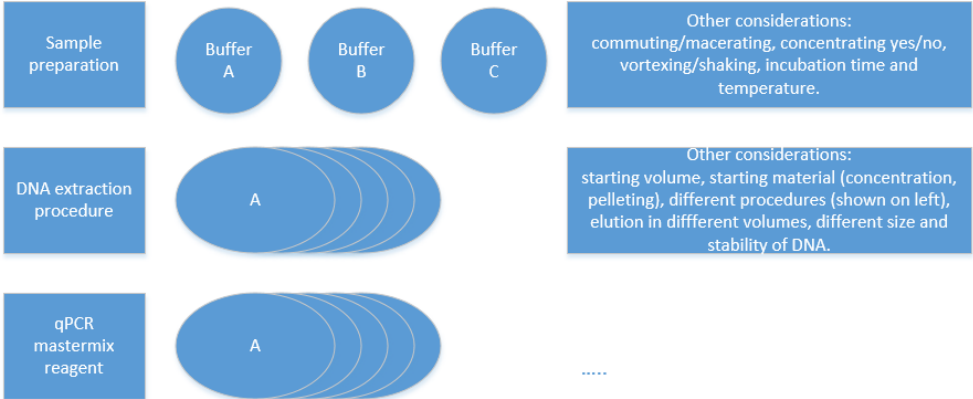 Sample
preparation
Buffer
A
Buffer
B
Buffer
C
Other considerations:
commuting/macerating, concentrating yes/no,
vortexing/shaking, incubation time and
temperature.
DNA extraction
procedure
A
Other considerations:
starting volume, starting material (concentration,
pelleting), different procedures (shown on left),
elution in diffferent volumes, different size and
stability of DNA.
qPCR
mastermix
reagent
A
.....